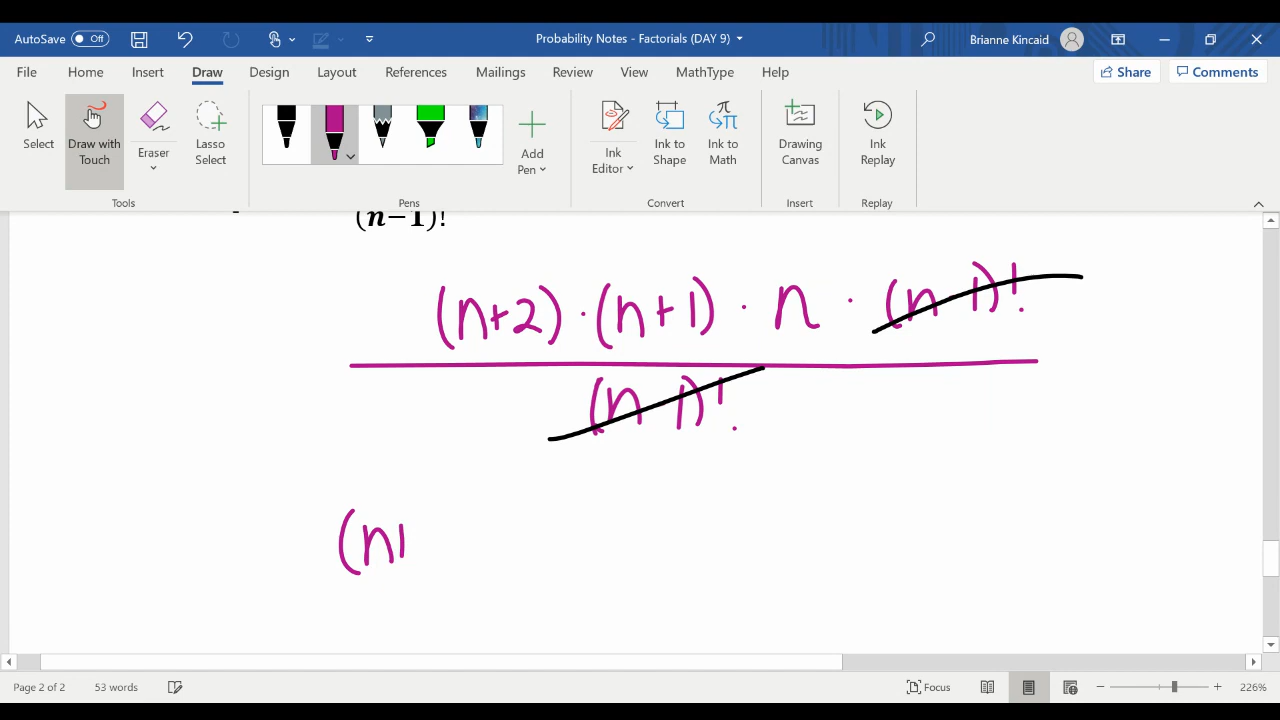 AutoSave Off Probability Notes - Factorials (DAY 9) Brianne Kincaid
File Home Insert Draw Design Layout References Mailings Review View MathType Help Share Comments
Select Draw with Touch Eraser Lasso Select Add Pen Ink Editor Ink to Shape Ink to Math Drawing Canvas Ink Replay
Tools Pens Convert Insert Replay
(n−1)!
(n+2) · (n+1) · n · (n-1)!
(n-1)!
(n
Page 2 of 2 53 words Focus 226%